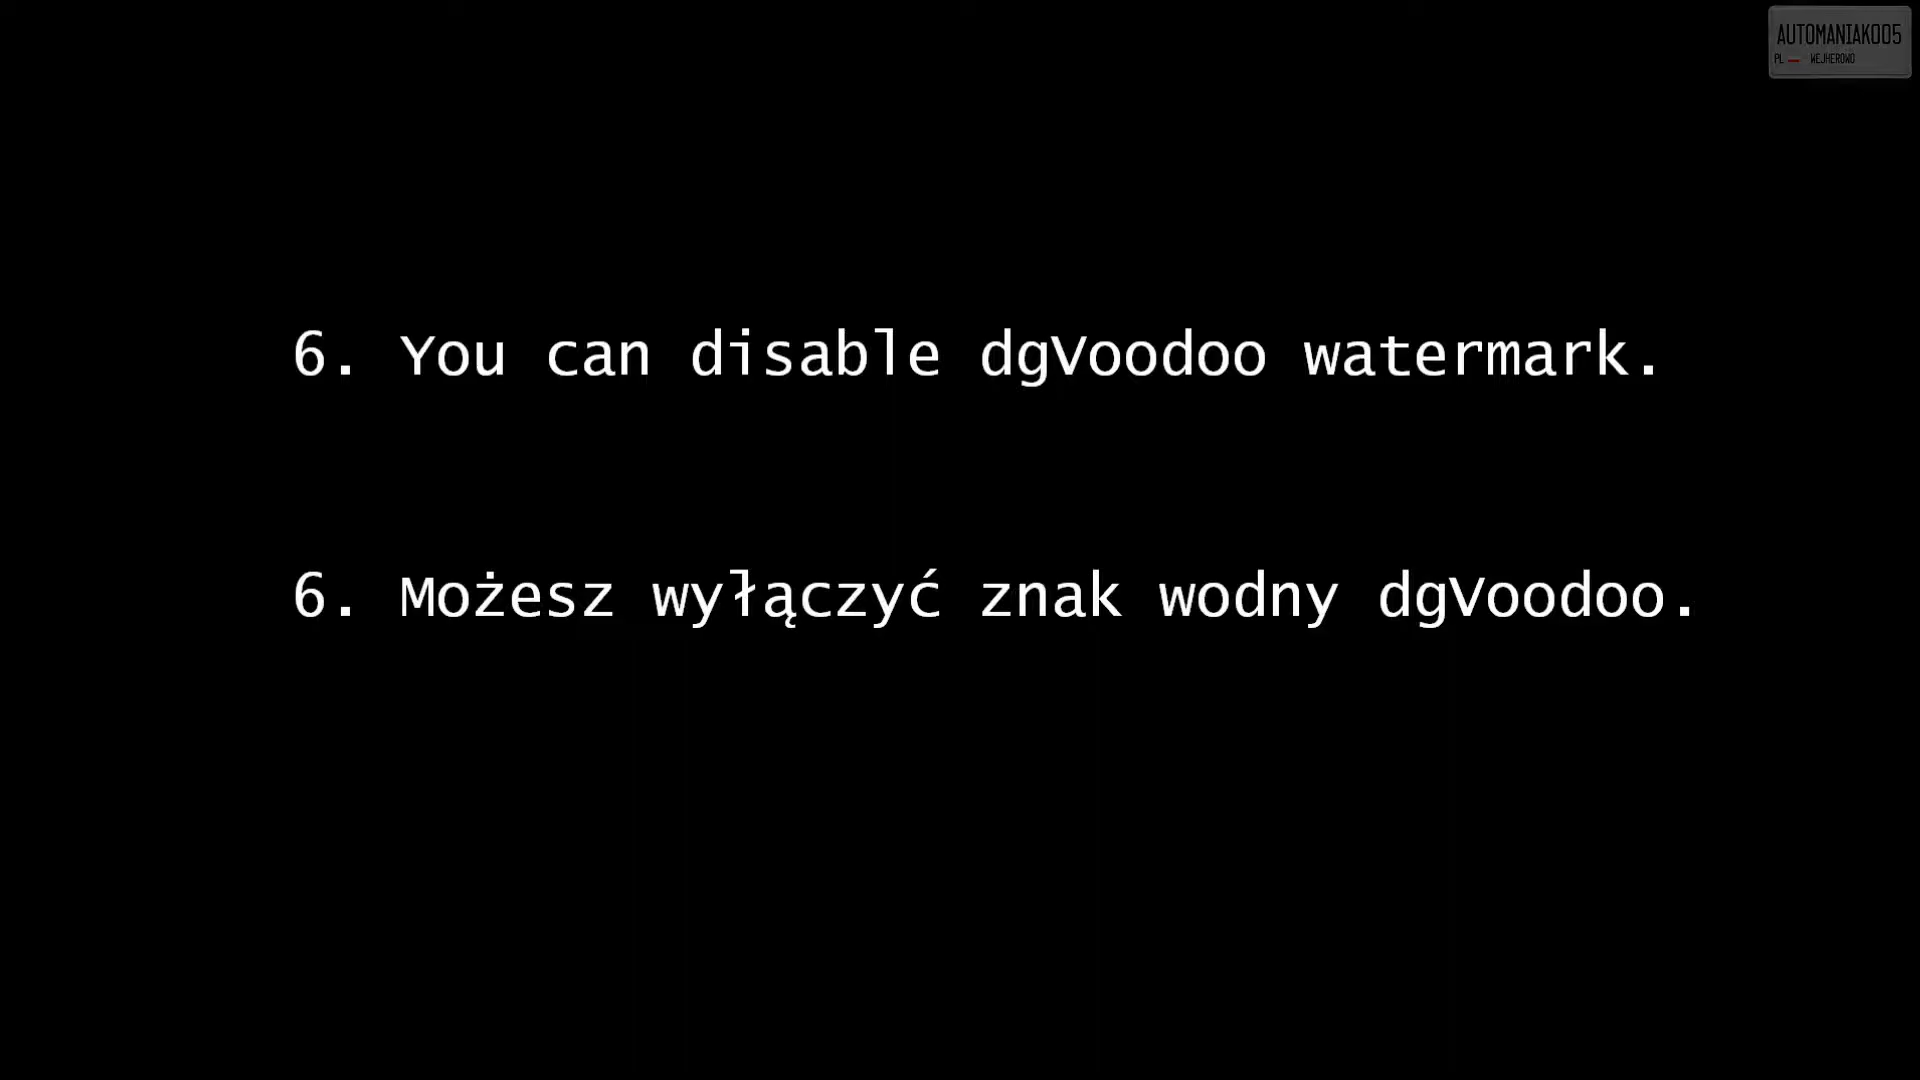 AUTOMANIAK005
PL WEJHEROWO
6. You can disable dgVoodoo watermark.
6. Możesz wyłączyć znak wodny dgVoodoo.